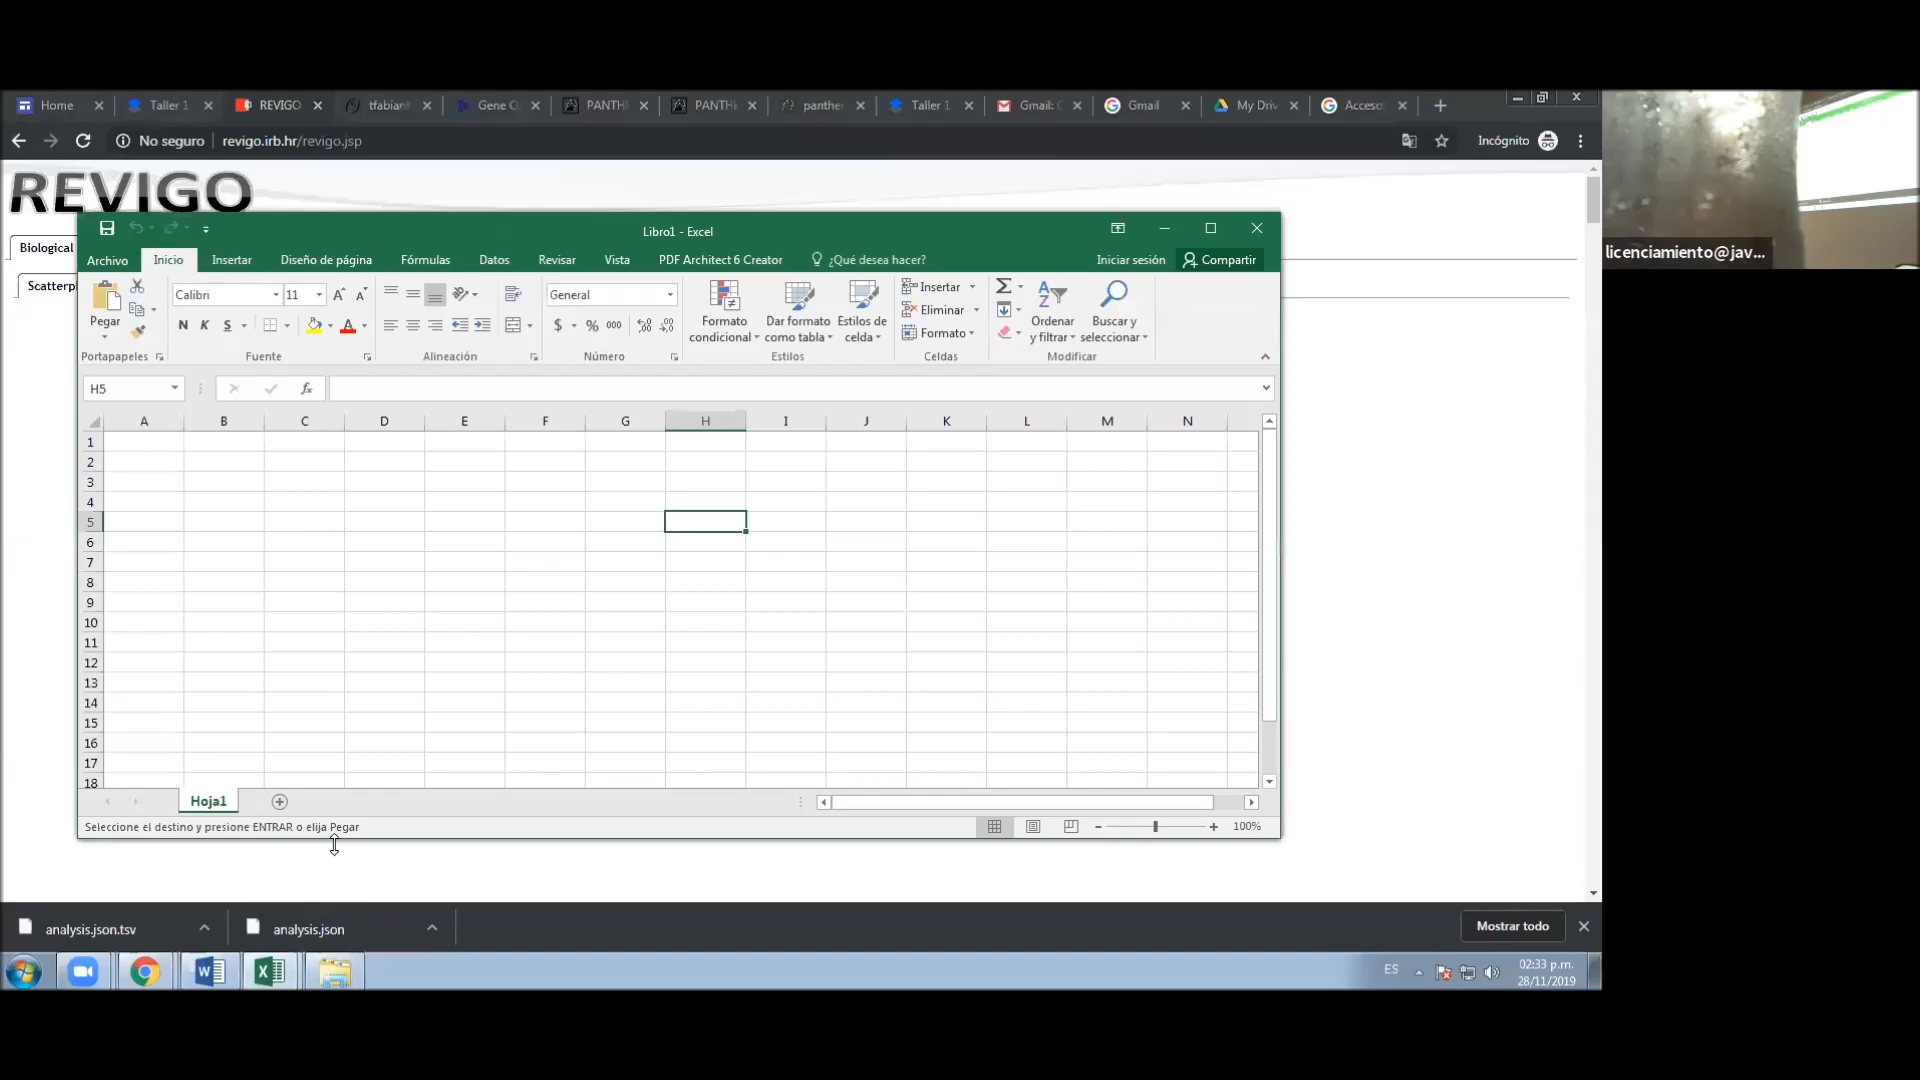 Home
Taller 1
REVIGO
tfabian
Gene O
PANTH
PANTH
panther
Taller 1
Gmail: C
Gmail
My Driv
Acceso
No seguro
revigo.irb.hr/revigo.jsp
Incógnito
REVIGO
Biological
Scatterpl
Libro1 - Excel
Archivo
Inicio
Insertar
Diseño de página
Fórmulas
Datos
Revisar
Vista
PDF Architect 6 Creator
¿Qué desea hacer?
Iniciar sesión
Compartir
Pegar
Calibri
11
N K S
General
$ % 000
Formato condicional
Dar formato como tabla
Estilos de celda
Insertar
Eliminar
Formato
Ordenar y filtrar
Buscar y seleccionar
Portapapeles
Fuente
Alineación
Número
Estilos
Celdas
Modificar
H5
fx
A B C D E F G H I J K L M N
1
2
3
4
5
6
7
8
9
10
11
12
13
14
15
16
17
18
Hoja1
Seleccione el destino y presione ENTRAR o elija Pegar
100%
analysis.json.tsv
analysis.json
Mostrar todo
ES
02:33 p.m.
28/11/2019
licenciamiento@jav...